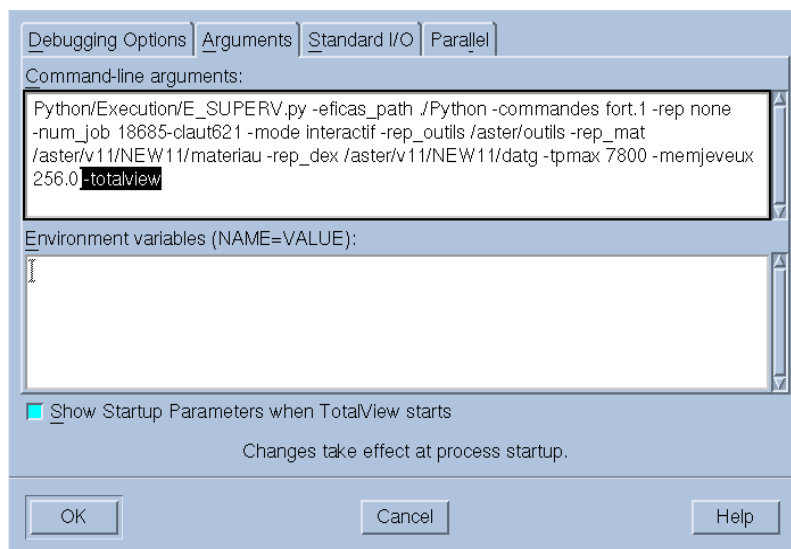 Debugging Options Arguments Standard I/O Parallel
Command-line arguments:
Python/Execution/E_SUPERV.py -eficas_path ./Python -commandes fort.1 -rep none
-num_job 18685-claut621 -mode interactif -rep_outils /aster/outils -rep_mat
/aster/v11/NEW11/materiau -rep_dex /aster/v11/NEW11/datg -tpmax 7800 -memjeveux
256.0 -totalview
Environment variables (NAME=VALUE):
Show Startup Parameters when TotalView starts
Changes take effect at process startup.
OK Cancel Help